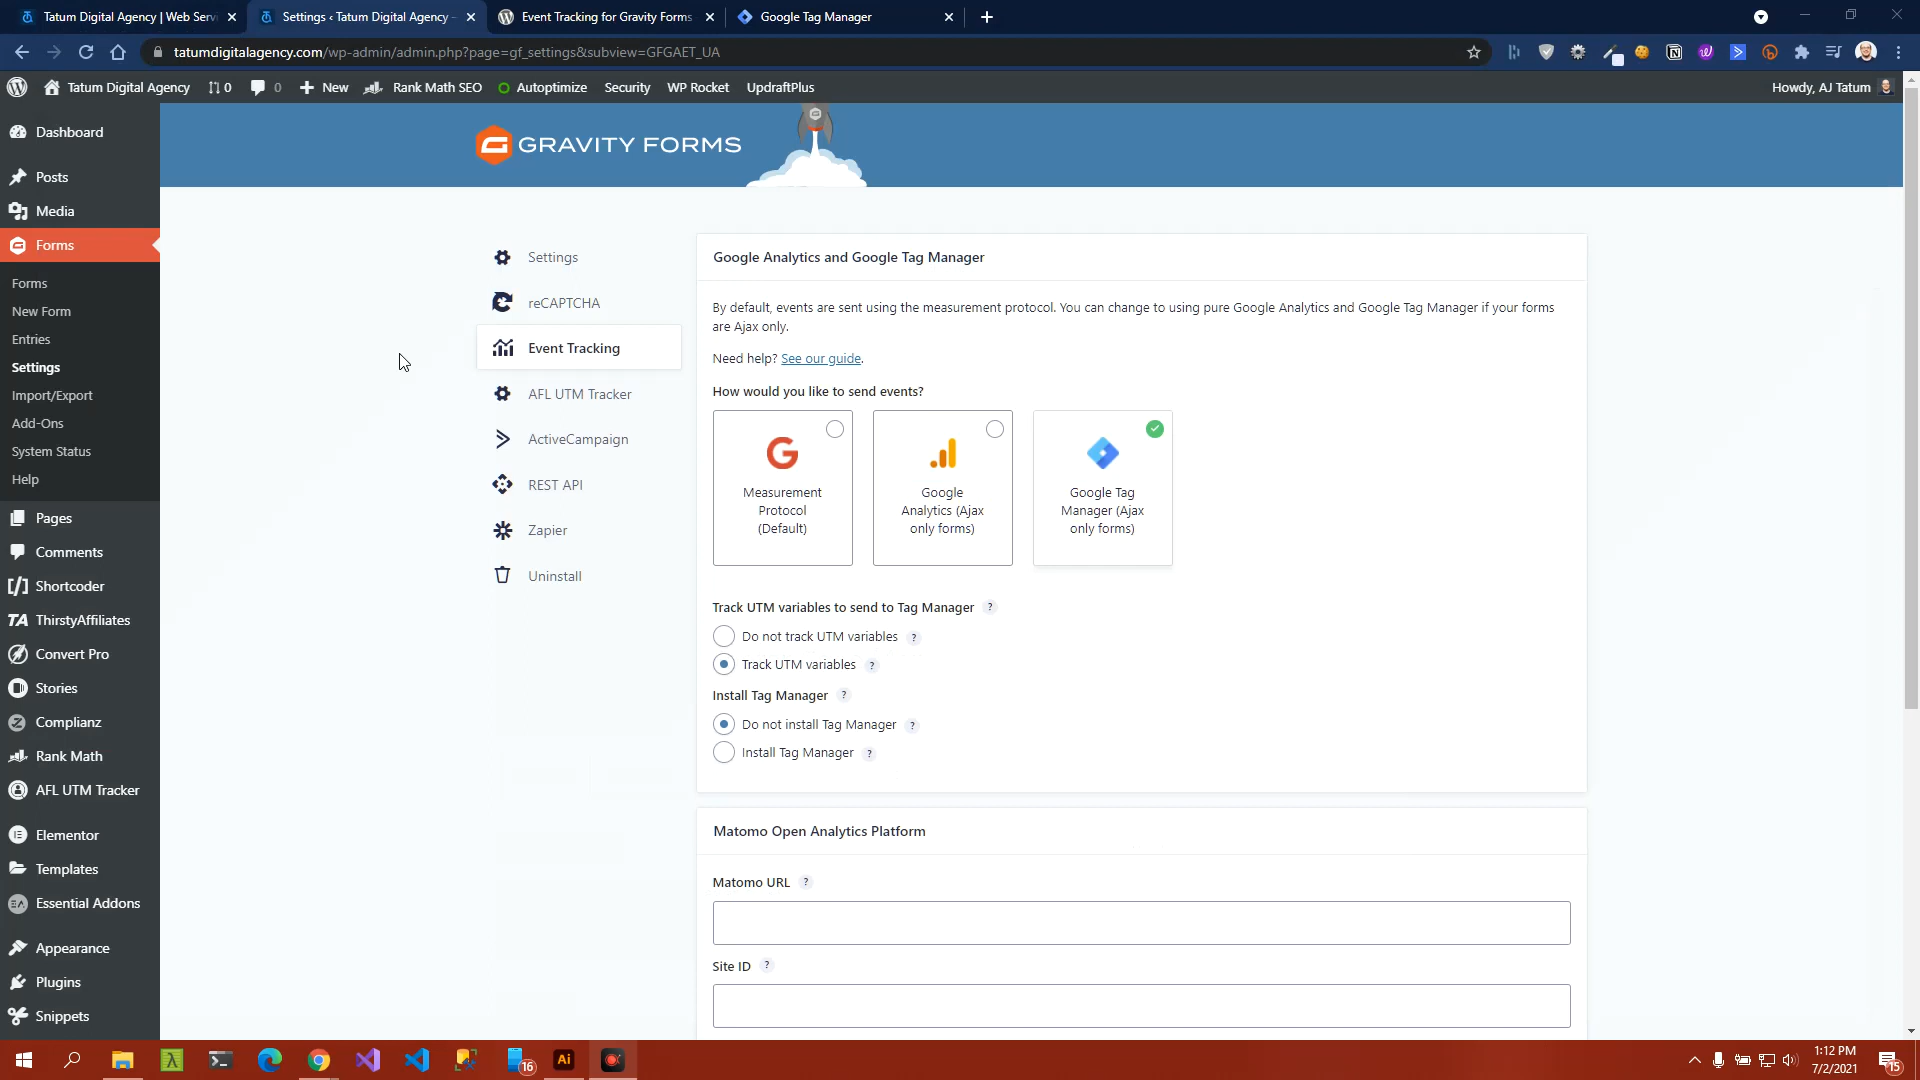 Tatum Digital Agency | Web Serv
Settings ‹ Tatum Digital Agency –
Event Tracking for Gravity Forms
Google Tag Manager
tatumdigitalagency.com/wp-admin/admin.php?page=gf_settings&subview=GFGAET_UA
Tatum Digital Agency
0
0
New
Rank Math SEO
Autoptimize
Security
WP Rocket
UpdraftPlus
Howdy, AJ Tatum
Dashboard
Posts
Media
Forms
Forms
New Form
Entries
Settings
Import/Export
Add-Ons
System Status
Help
Pages
Comments
[/] Shortcoder
TA ThirstyAffiliates
Convert Pro
Stories
Complianz
Rank Math
AFL UTM Tracker
Elementor
Templates
EA Essential Addons
Appearance
Plugins
Snippets
GRAVITY FORMS
Settings
reCAPTCHA
Event Tracking
AFL UTM Tracker
ActiveCampaign
REST API
Zapier
Uninstall
Google Analytics and Google Tag Manager
By default, events are sent using the measurement protocol. You can change to using pure Google Analytics and Google Tag Manager if your forms
are Ajax only.
Need help? See our guide.
How would you like to send events?
Measurement
Protocol
(Default)
Google
Analytics (Ajax
only forms)
Google Tag
Manager (Ajax
only forms)
Track UTM variables to send to Tag Manager ?
Do not track UTM variables ?
Track UTM variables ?
Install Tag Manager ?
Do not install Tag Manager ?
Install Tag Manager ?
Matomo Open Analytics Platform
Matomo URL ?
Site ID ?
16
Ai
1:12 PM
7/2/2021
15